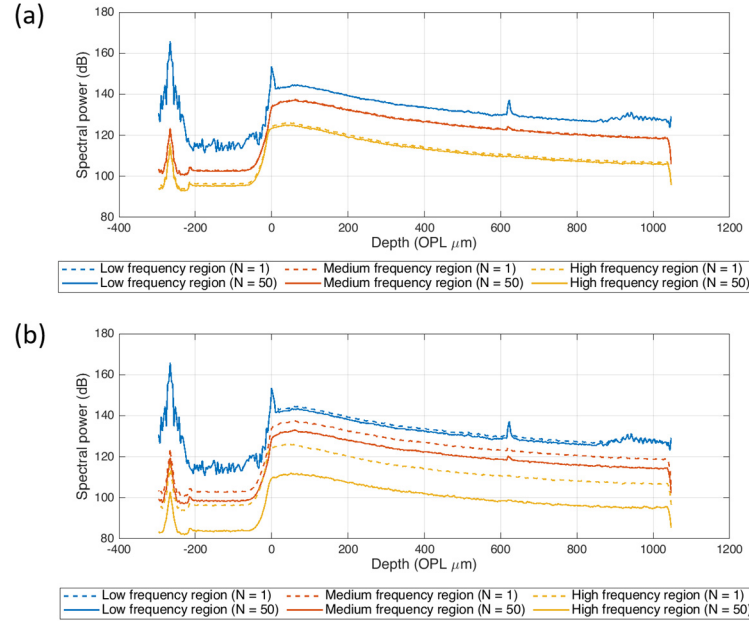 (a)
180
160
140
120
100
80
Spectral power (dB)
-400 -200 0 200 400 600 800 1000 1200
Depth (OPL μm)
Low frequency region (N = 1) Medium frequency region (N = 1) High frequency region (N = 1)
Low frequency region (N = 50) Medium frequency region (N = 50) High frequency region (N = 50)
(b)
180
160
140
120
100
80
Spectral power (dB)
-400 -200 0 200 400 600 800 1000 1200
Depth (OPL μm)
Low frequency region (N = 1) Medium frequency region (N = 1) High frequency region (N = 1)
Low frequency region (N = 50) Medium frequency region (N = 50) High frequency region (N = 50)